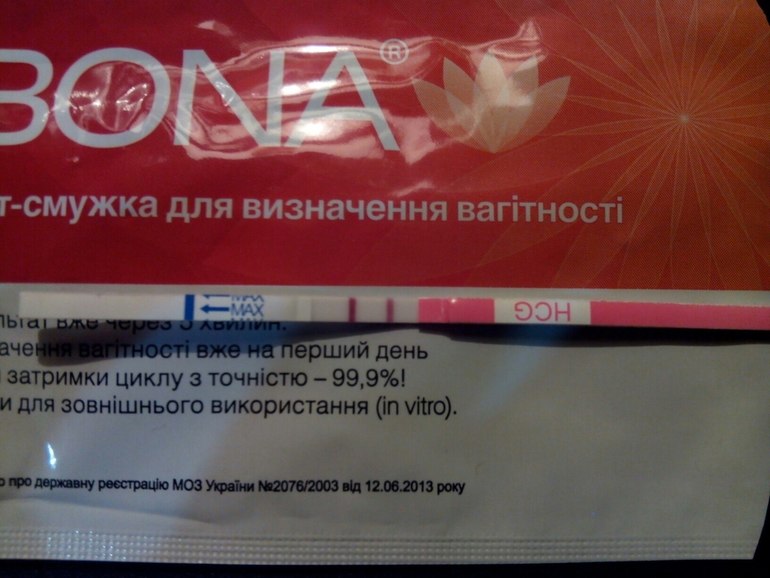 BONA®
т-смужка для визначення вагітності
MAX
MAX
HCG
льтат вже через 5 хвилин.
ачення вагітності вже на перший день
затримки циклу з точністю – 99,9%!
и для зовнішнього використання (in vitro).
о про державну реєстрацію МОЗ України №2076/2003 від 12.06.2013 року